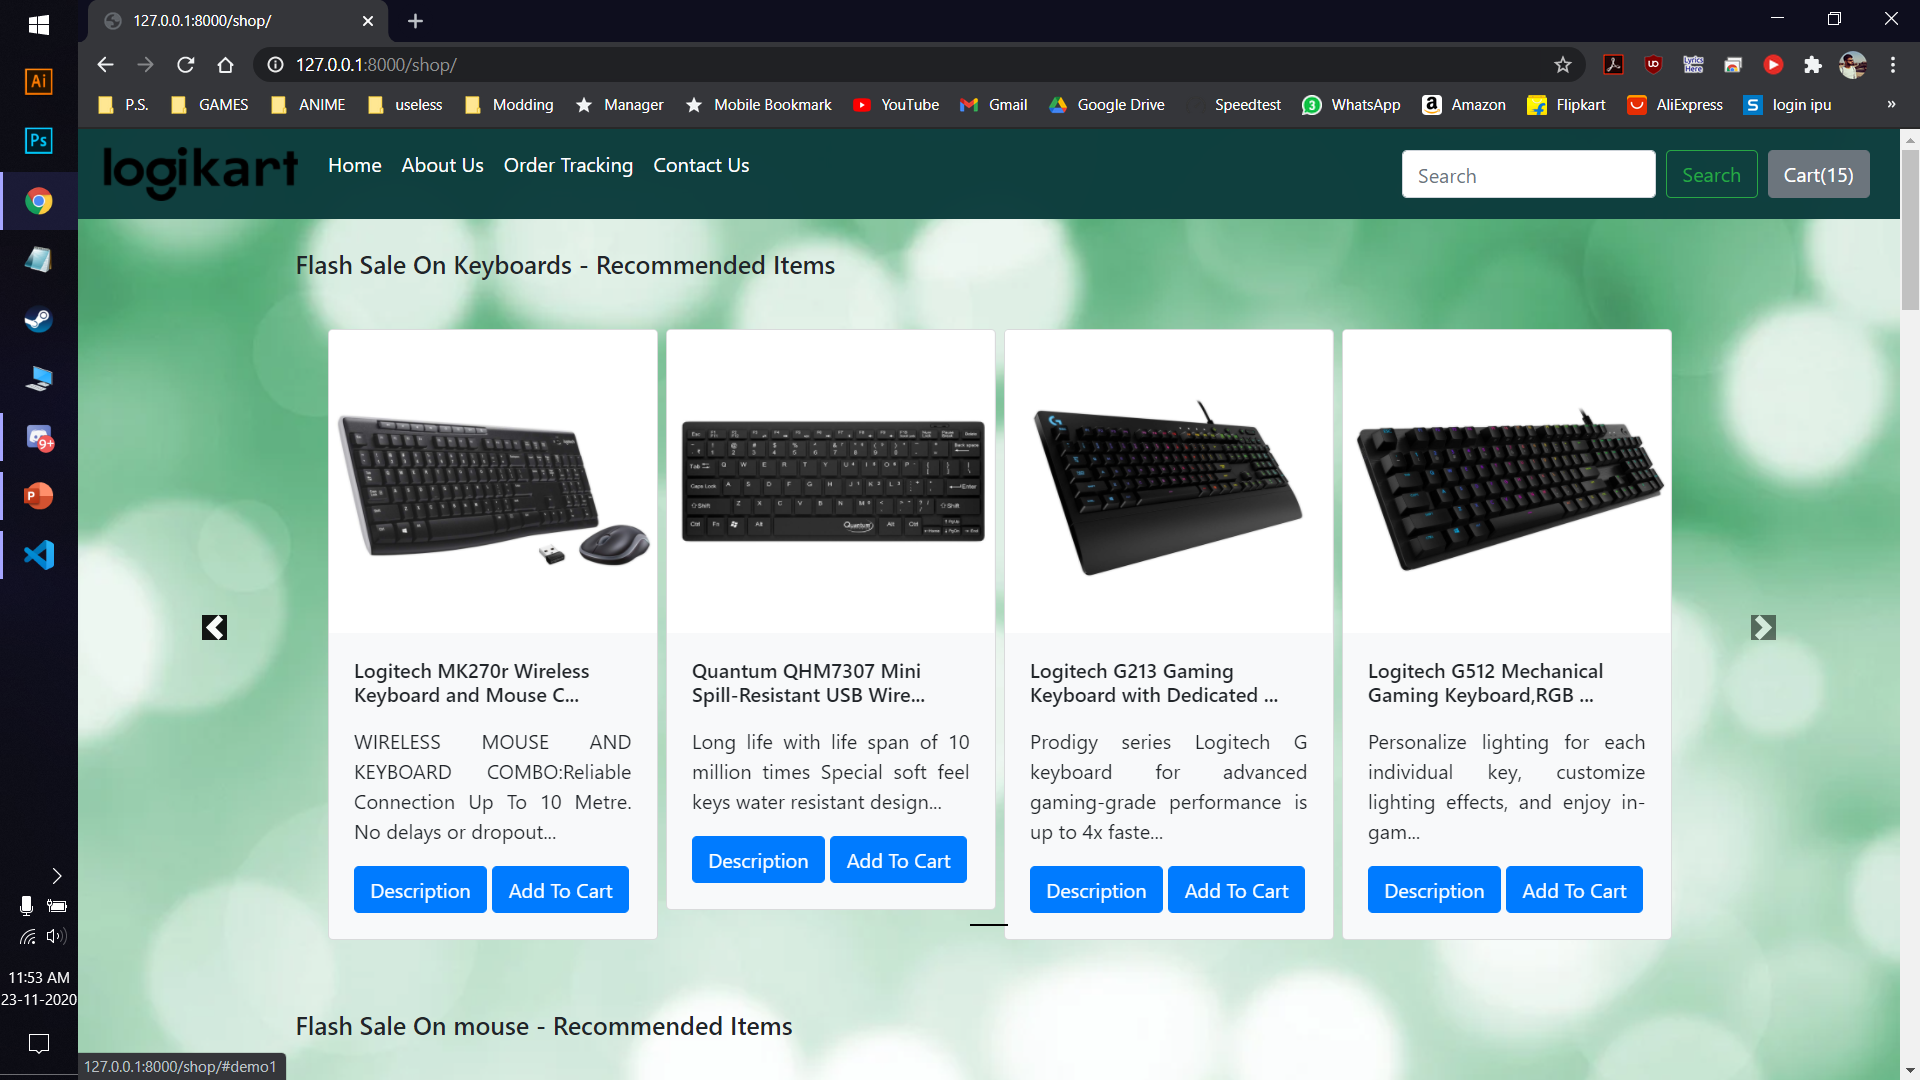 127.0.0.1:8000/shop/
127.0.0.1:8000/shop/
P.S. GAMES ANIME useless Modding Manager Mobile Bookmark YouTube Gmail Google Drive Speedtest WhatsApp Amazon Flipkart AliExpress login ipu »
logikart Home About Us Order Tracking Contact Us Search Search Cart(15)
Flash Sale On Keyboards - Recommended Items
Logitech MK270r Wireless
Keyboard and Mouse C...
WIRELESS MOUSE AND
KEYBOARD COMBO:Reliable
Connection Up To 10 Metre.
No delays or dropout...
Description Add To Cart
Quantum QHM7307 Mini
Spill-Resistant USB Wire...
Long life with life span of 10
million times Special soft feel
keys water resistant design...
Description Add To Cart
Logitech G213 Gaming
Keyboard with Dedicated ...
Prodigy series Logitech G
keyboard for advanced
gaming-grade performance is
up to 4x faste...
Description Add To Cart
Logitech G512 Mechanical
Gaming Keyboard,RGB ...
Personalize lighting for each
individual key, customize
lighting effects, and enjoy in-
gam...
Description Add To Cart
Flash Sale On mouse - Recommended Items
127.0.0.1:8000/shop/#demo1
Ai
Ps
9+
11:53 AM
23-11-2020